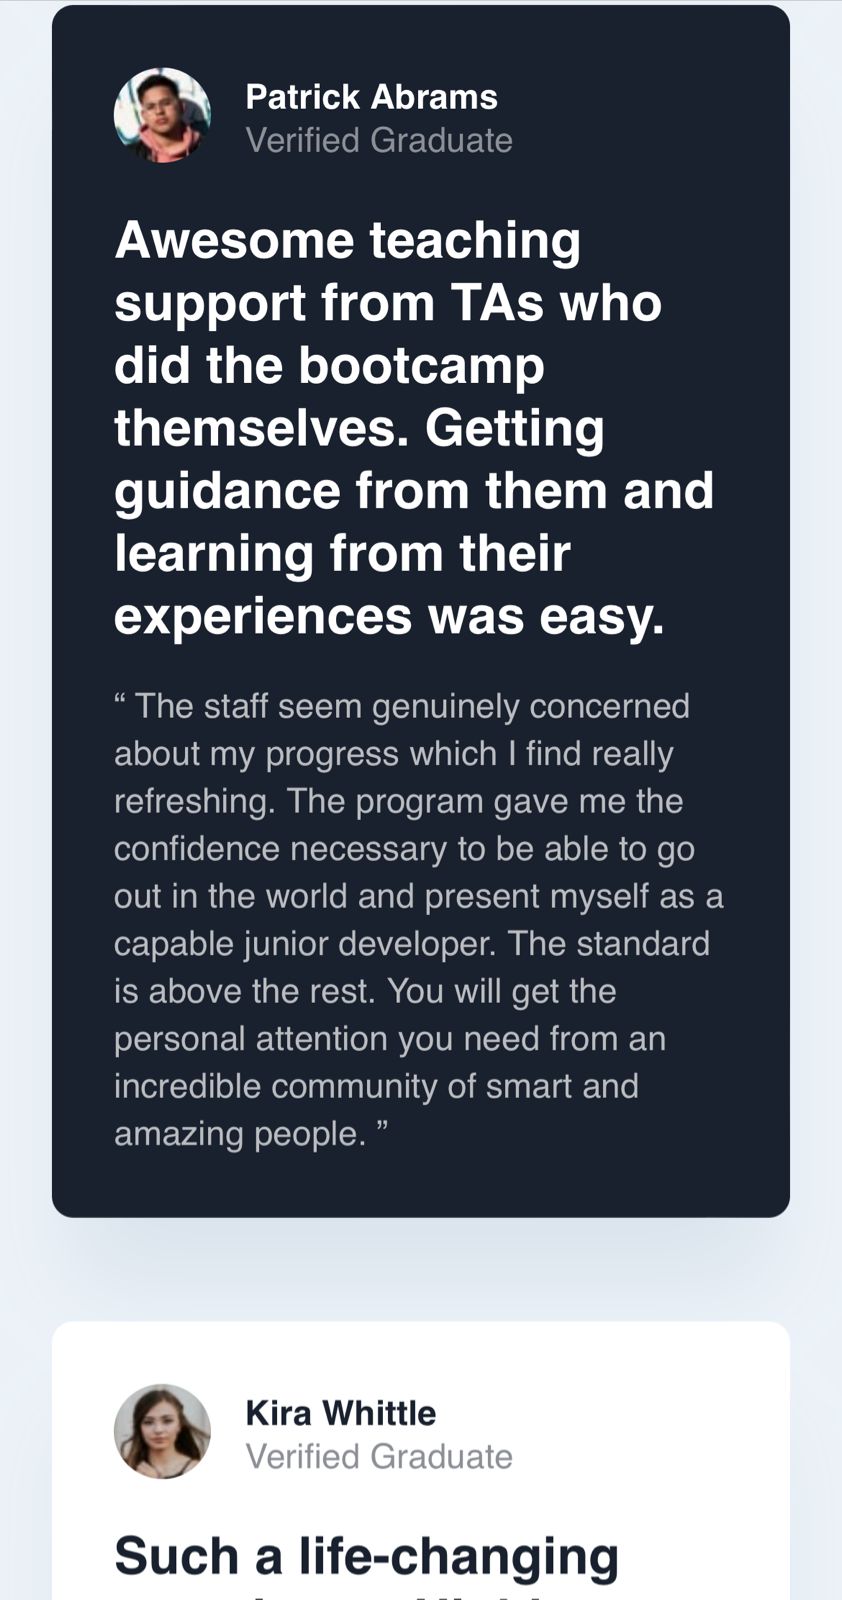 Patrick Abrams
Verified Graduate
Awesome teaching
support from TAs who
did the bootcamp
themselves. Getting
guidance from them and
learning from their
experiences was easy.
“ The staff seem genuinely concerned
about my progress which I find really
refreshing. The program gave me the
confidence necessary to be able to go
out in the world and present myself as a
capable junior developer. The standard
is above the rest. You will get the
personal attention you need from an
incredible community of smart and
amazing people. ”
Kira Whittle
Verified Graduate
Such a life-changing